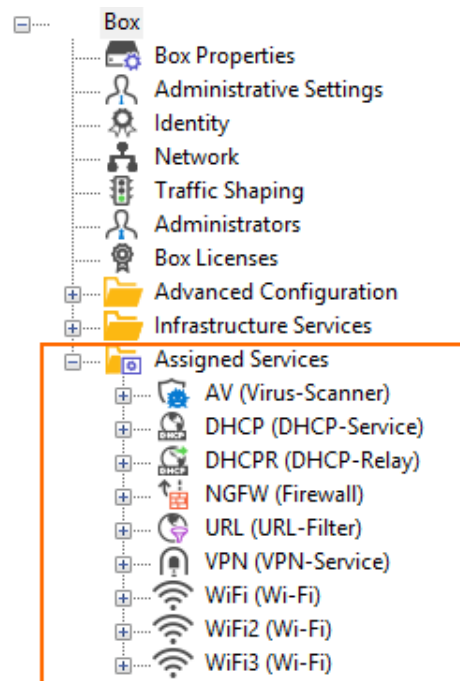 Box
Box Properties
Administrative Settings
Identity
Network
Traffic Shaping
Administrators
Box Licenses
Advanced Configuration
Infrastructure Services
Assigned Services
AV (Virus-Scanner)
DHCP (DHCP-Service)
DHCPR (DHCP-Relay)
NGFW (Firewall)
URL (URL-Filter)
VPN (VPN-Service)
WiFi (Wi-Fi)
WiFi2 (Wi-Fi)
WiFi3 (Wi-Fi)